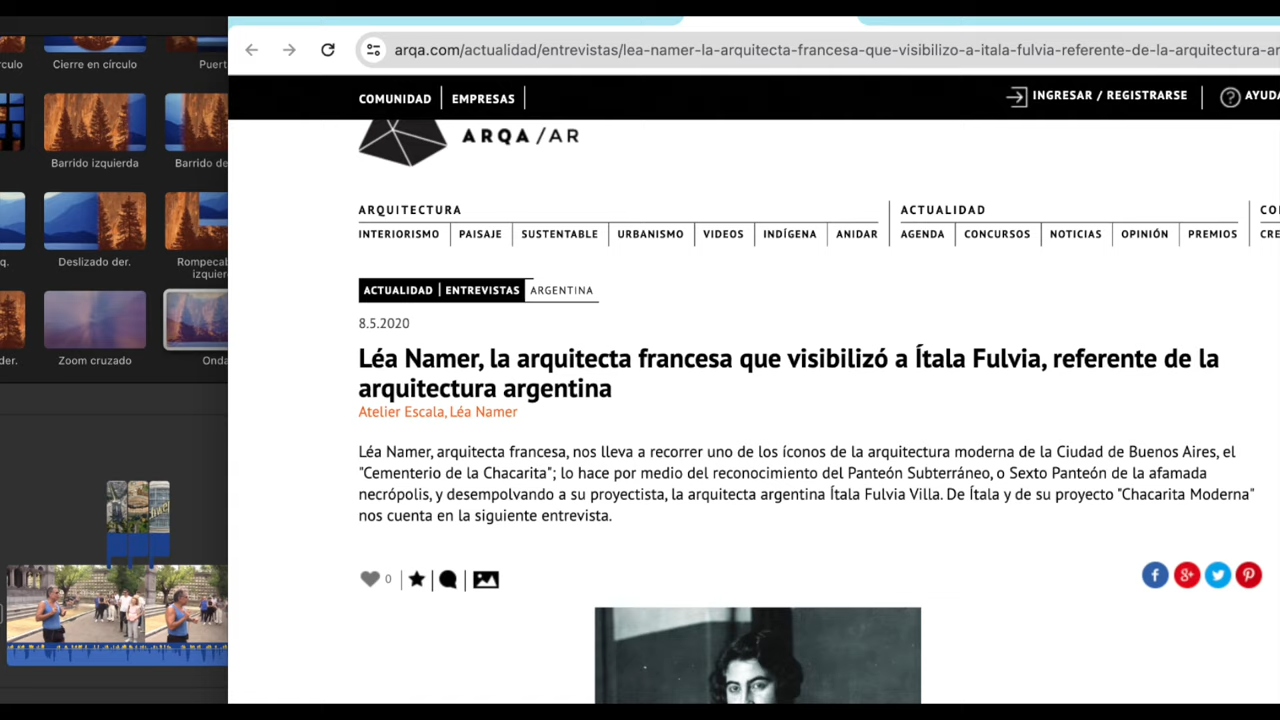 culo
Cierre en círculo
Puert
Barrido izquierda
Barrido de
q.
Deslizado der.
Rompecab
izquier
der.
Zoom cruzado
Onda
arqa.com/actualidad/entrevistas/lea-namer-la-arquitecta-francesa-que-visibilizo-a-itala-fulvia-referente-de-la-arquitectura-ar
COMUNIDAD
EMPRESAS
INGRESAR / REGISTRARSE
? AYUDA
ARQA/AR
ARQUITECTURA
ACTUALIDAD
CO
INTERIORISMO
PAISAJE
SUSTENTABLE
URBANISMO
VIDEOS
INDÍGENA
ANIDAR
AGENDA
CONCURSOS
NOTICIAS
OPINIÓN
PREMIOS
CRE
ACTUALIDAD | ENTREVISTAS
ARGENTINA
8.5.2020
Léa Namer, la arquitecta francesa que visibilizó a Ítala Fulvia, referente de la
arquitectura argentina
Atelier Escala, Léa Namer
Léa Namer, arquitecta francesa, nos lleva a recorrer uno de los íconos de la arquitectura moderna de la Ciudad de Buenos Aires, el
"Cementerio de la Chacarita"; lo hace por medio del reconocimiento del Panteón Subterráneo, o Sexto Panteón de la afamada
necrópolis, y desempolvando a su proyectista, la arquitecta argentina Ítala Fulvia Villa. De Ítala y de su proyecto "Chacarita Moderna"
nos cuenta en la siguiente entrevista.
0